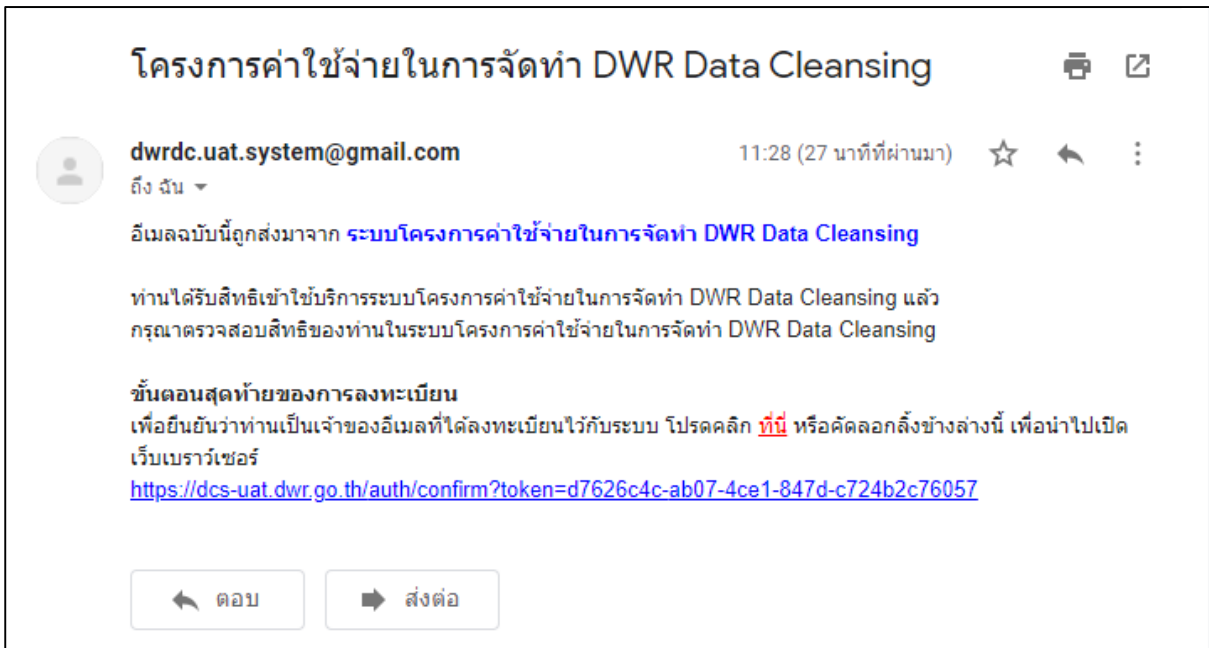 โครงการค่าใช้จ่ายในการจัดทำ DWR Data Cleansing
dwrdc.uat.system@gmail.com 11:28 (27 นาทีที่ผ่านมา)
ถึง ฉัน
อีเมลฉบับนี้ถูกส่งมาจาก ระบบโครงการค่าใช้จ่ายในการจัดทำ DWR Data Cleansing
ท่านได้รับสิทธิเข้าใช้บริการระบบโครงการค่าใช้จ่ายในการจัดทำ DWR Data Cleansing แล้ว
กรุณาตรวจสอบสิทธิของท่านในระบบโครงการค่าใช้จ่ายในการจัดทำ DWR Data Cleansing
ขั้นตอนสุดท้ายของการลงทะเบียน
เพื่อยืนยันว่าท่านเป็นเจ้าของอีเมลที่ได้ลงทะเบียนไว้กับระบบ โปรดคลิก ที่นี่ หรือคัดลอกลิ้งข้างล่างนี้ เพื่อนำไปเปิด
เว็บเบราว์เซอร์
https://dcs-uat.dwr.go.th/auth/confirm?token=d7626c4c-ab07-4ce1-847d-c724b2c76057
ตอบ ส่งต่อ